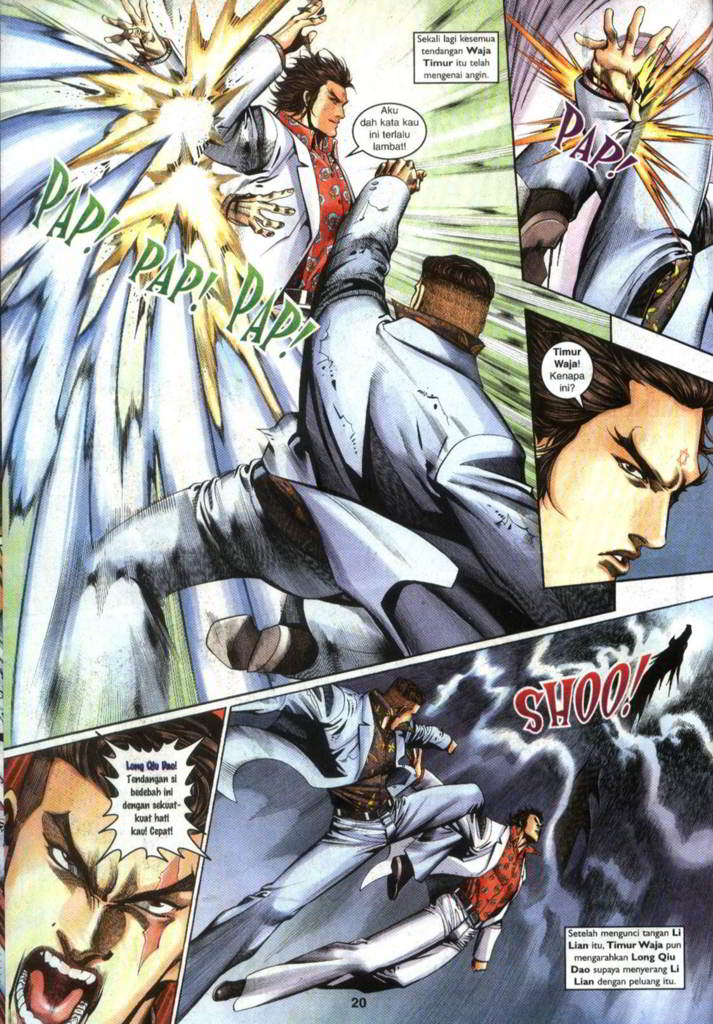 Sekali lagi kesemua
tendangan Waja
Timur itu telah
mengenai angin.
Aku
dah kata kau
ini terlalu
lambat!
PAP!
PAP!
PAP!
PAP!
Timur
Waja!
Kenapa
ini?
Long Qiu Dao!
Tendangan si
bedebah ini
dengan sekuat-
kuat hati
kau! Cepat!
SHOO!
Setelah mengunci tangan Li
Lian itu, Timur Waja pun
mengarahkan Long Qiu
Dao supaya menyerang Li
Lian dengan peluang itu.
20